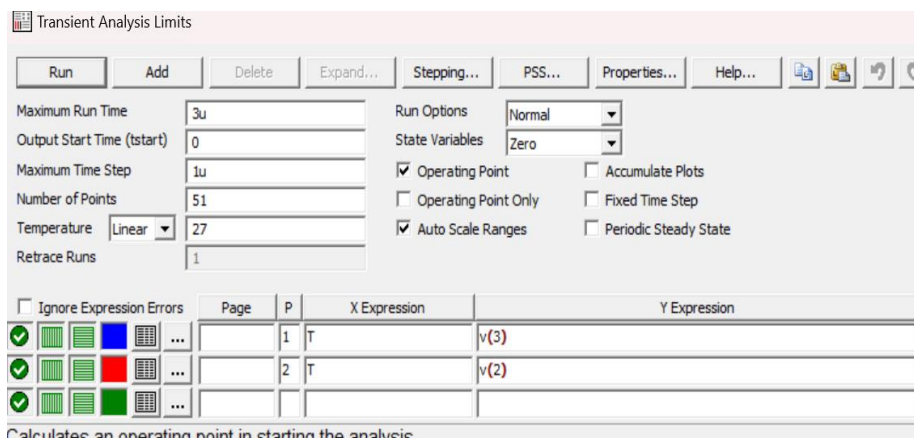 Transient Analysis Limits
Run Add Delete Expand... Stepping... PSS... Properties... Help...
Maximum Run Time 3u Run Options Normal
Output Start Time (tstart) 0 State Variables Zero
Maximum Time Step 1u Operating Point Accumulate Plots
Number of Points 51 Operating Point Only Fixed Time Step
Temperature Linear 27 Auto Scale Ranges Periodic Steady State
Retrace Runs 1
Ignore Expression Errors Page P X Expression Y Expression
... 1 T v(3)
... 2 T v(2)
...
Calculates an operating point in starting the analysis